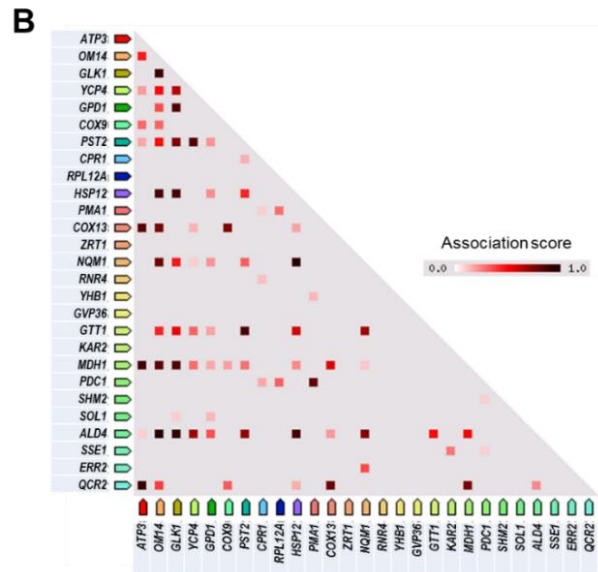 B
ATP3
OM14
GLK1
YCP4
GPD1
COX9
PST2
CPR1
RPL12A
HSP12
PMA1
COX13
ZRT1
NQM1
RNR4
YHB1
GVP36
GTT1
KAR2
MDH1
PDC1
SHM2
SOL1
ALD4
SSE1
ERR2
QCR2
Association score
0.0 1.0
ATP3
OM14
GLK1
YCP4
GPD1
COX9
PST2
CPR1
RPL12A
HSP12
PMA1
COX13
ZRT1
NQM1
RNR4
YHB1
GVP36
GTT1
KAR2
MDH1
PDC1
SHM2
SOL1
ALD4
SSE1
ERR2
QCR2